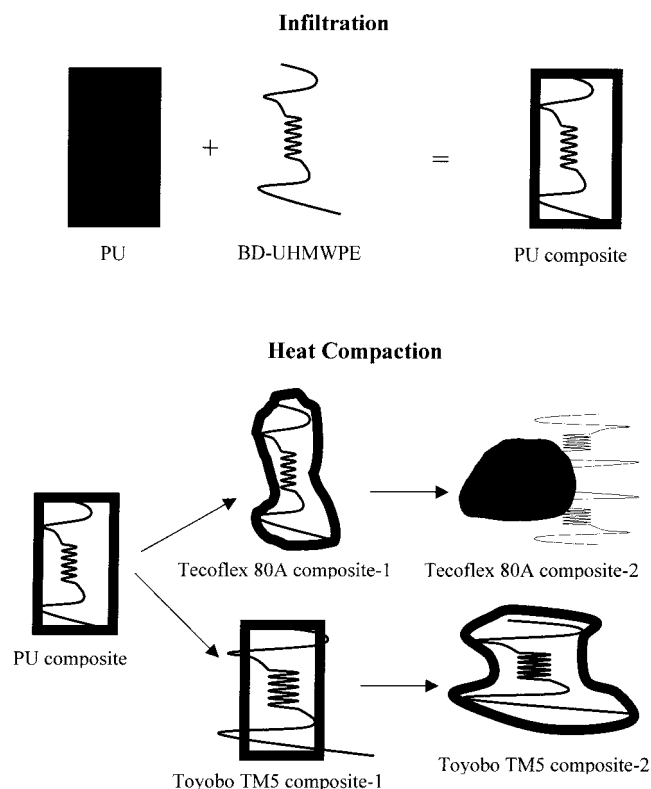 Infiltration
+
=
PU
BD-UHMWPE
PU composite
Heat Compaction
Tecoflex 80A composite-1
Tecoflex 80A composite-2
PU composite
Toyobo TM5 composite-1
Toyobo TM5 composite-2